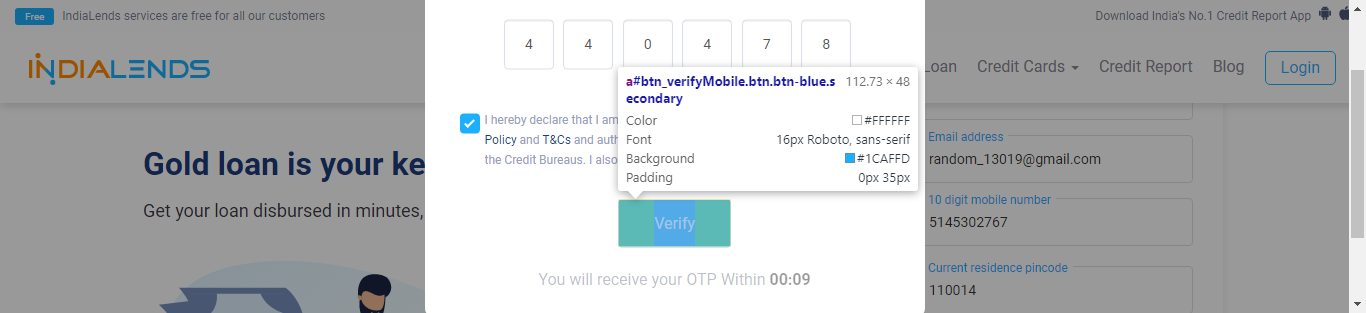 Free IndiaLends services are free for all our customers
Download India's No.1 Credit Report App
INDIALENDS
Loan Credit Cards Credit Report Blog Login
4 4 0 4 7 8
a#btn_verifyMobile.btn.btn-blue.s
econdary
112.73 × 48
Color #FFFFFF
Font 16px Roboto, sans-serif
Background #1CAFFD
Padding 0px 35px
I hereby declare that I am
Policy and T&Cs and auth
the Credit Bureaus. I also
Verify
You will receive your OTP Within 00:09
Gold loan is your ke
Get your loan disbursed in minutes,
Email address
random_13019@gmail.com
10 digit mobile number
5145302767
Current residence pincode
110014